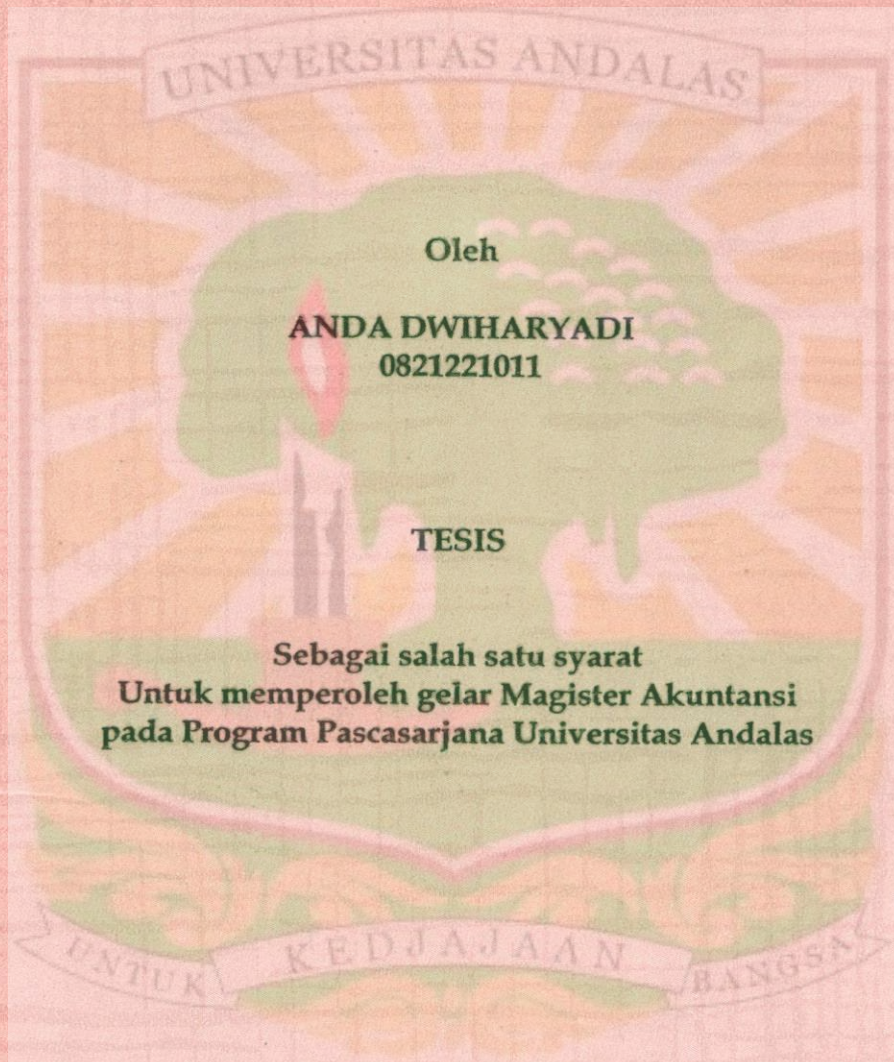 UNIVERSITAS ANDALAS
Oleh
ANDA DWIHARYADI
0821221011
TESIS
Sebagai salah satu syarat
Untuk memperoleh gelar Magister Akuntansi
pada Program Pascasarjana Universitas Andalas
UNTUK KEDJAJAAN BANGSA